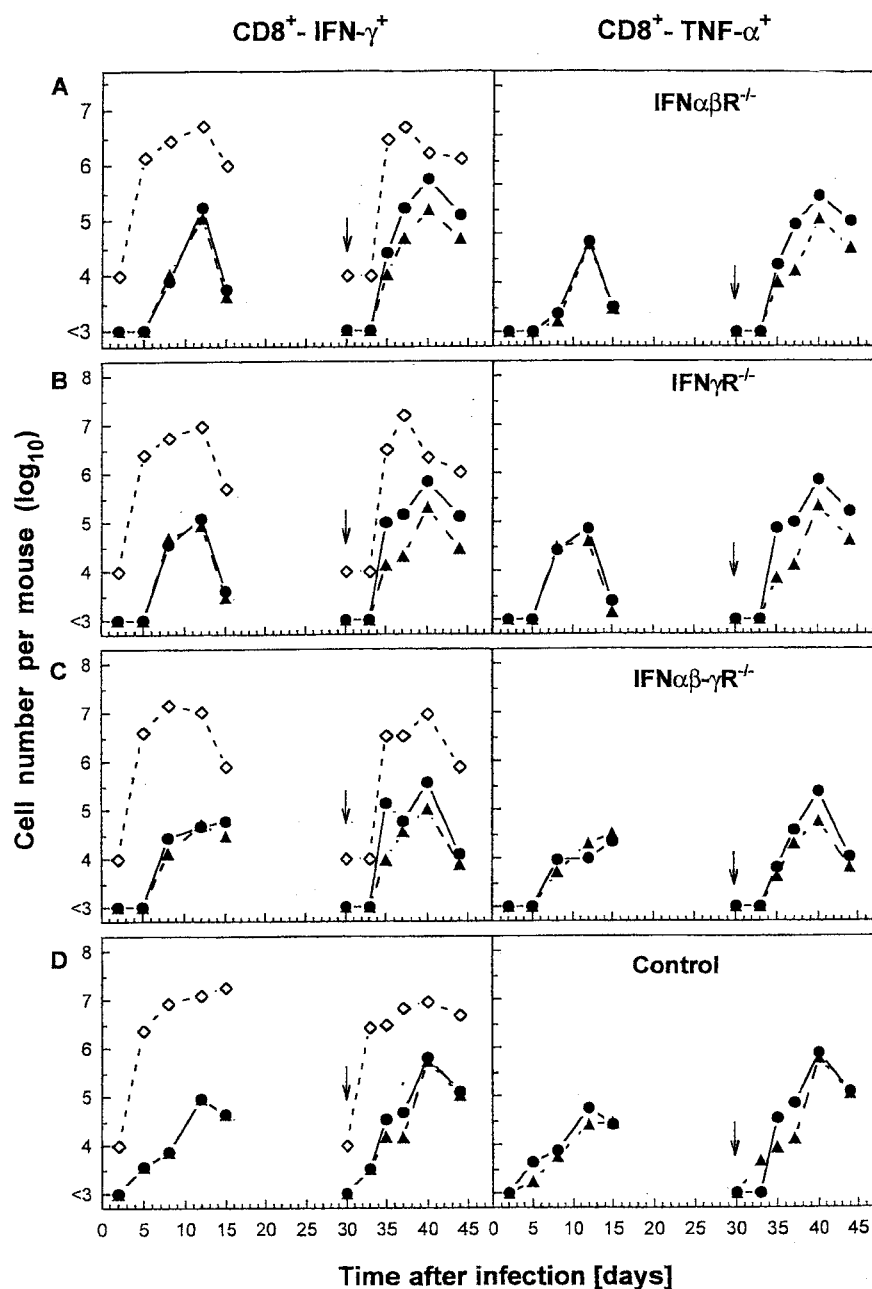 CD8⁺- IFN-γ⁺ CD8⁺- TNF-α⁺
A
IFNαβR⁻/⁻
7
6
5
4
<3
B
IFNγR⁻/⁻
8
7
6
5
4
<3
C
IFNαβ-γR⁻/⁻
8
7
6
5
4
<3
D
Control
8
7
6
5
4
<3
0 5 10 15 20 25 30 35 40 45 0 5 10 15 20 25 30 35 40 45
Cell number per mouse (log₁₀)
Time after infection [days]